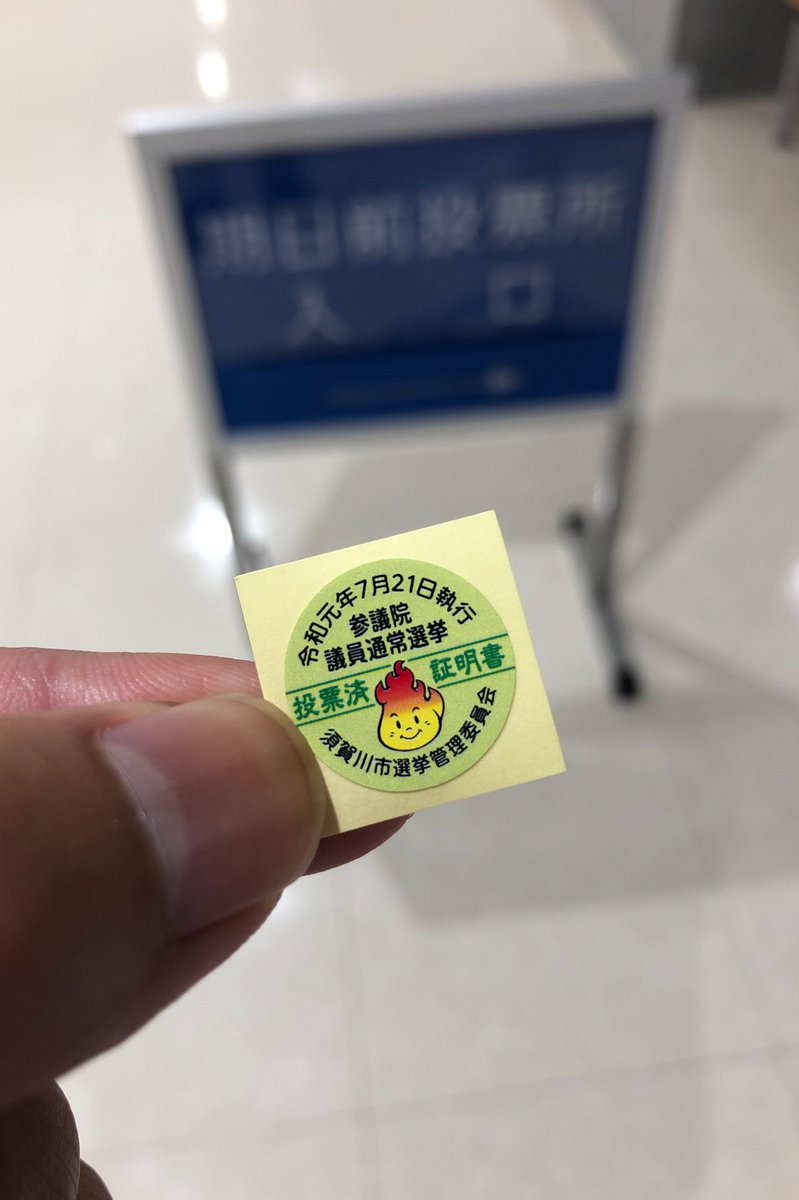 期日前投票所
入口
令和元年7月21日執行
参議院
議員通常選挙
投票済 証明書
須賀川市選挙管理委員会